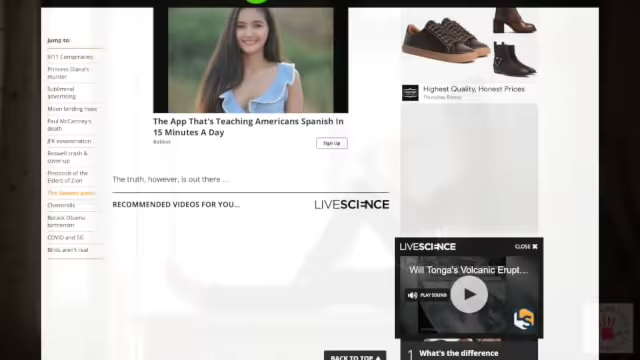 Jump to:
9/11 Conspiracies
Princess Diana's
murder
Subliminal
advertising
Moon landing hoax
Paul McCartney's
death
JFK assassination
Roswell crash &
cover-up
Protocols of the
Elders of Zion
The Satanic panic
Chemtrails
Barack Obama
birtherism
COVID and 5G
Birds aren't real
The App That's Teaching Americans Spanish In
15 Minutes A Day
Babbel
Sign Up
The truth, however, is out there ...
RECOMMENDED VIDEOS FOR YOU...
LIVESCIENCE
Highest Quality, Honest Prices
Thursday Boots
LIVESCIENCE
CLOSE ✖
Will Tonga's Volcanic Erupt...
PLAY SOUND
LS
BACK TO TOP ▲
1 What's the difference